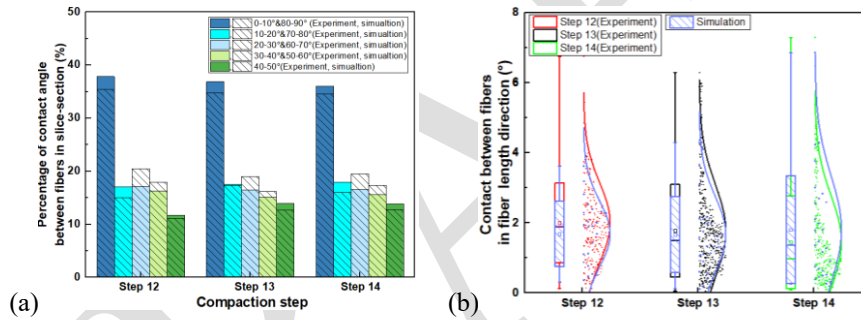 0-10°&80-90° (Experiment, simualtion)
10-20°&70-80° (Experiment, simualtion)
20-30°&60-70° (Experiment, simualtion)
30-40°&50-60° (Experiment, simualtion)
40-50°(Experiment, simualtion)
Percentage of contact angle
between fibers in slice-section (%)
50
40
30
20
10
0
Step 12
Step 13
Step 14
Compaction step
(a)
Step 12(Experiment)
Step 13(Experiment)
Step 14(Experiment)
Simulation
Contact between fibers
in fiber length direction (°)
8
6
4
2
0
Step 12
Step 13
Step 14
(b)